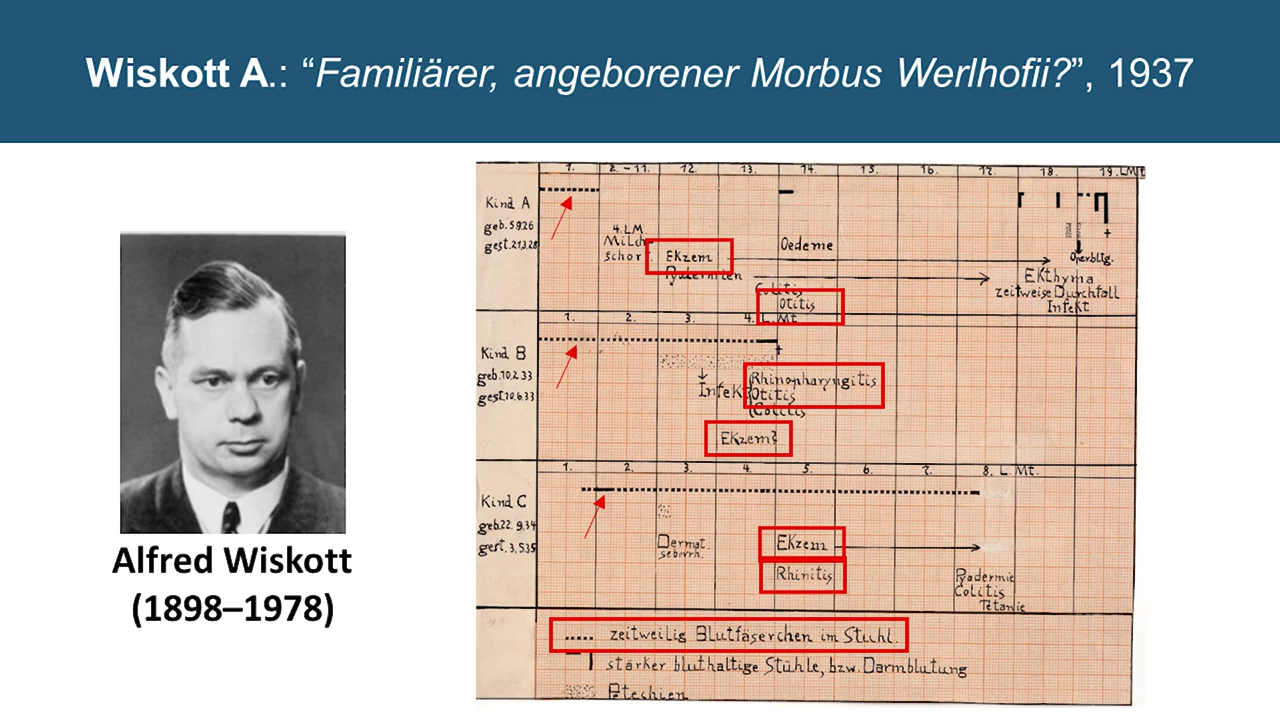 Wiskott A.: “Familiärer, angeborener Morbus Werlhofii?”, 1937
Alfred Wiskott
(1898–1978)
1. 2.-11. 12. 13. 14. 15. 16. 17. 18. 19. LMt
Kind A
geb. 5.9.26
gest. 21.3.28
4. LM.
Milch-
schorf
Ekzem
Oedeme
Pyodermien
Colitis
Otitis
Operbltg.
Ekthyma
zeitweise Durchfall
Infekt
1. 2. 3. 4. L. Mt.
Kind B
geb. 10.2.33
gest. 10.6.33
Infekt
Rhinopharyngitis
Otitis
Colitis
Ekzem?
1. 2. 3. 4. 5. 6. 7. 8. L. Mt.
Kind C
geb. 22. 9.34
gest. 3.5.35
Dermat.
seborrh.
Ekzem
Rhinitis
Pyodermie
Colitis
Tetanie
..... zeitweilig Blutfäserchen im Stuhl.
stärker bluthaltige Stühle, bzw. Darmblutung
Petechien